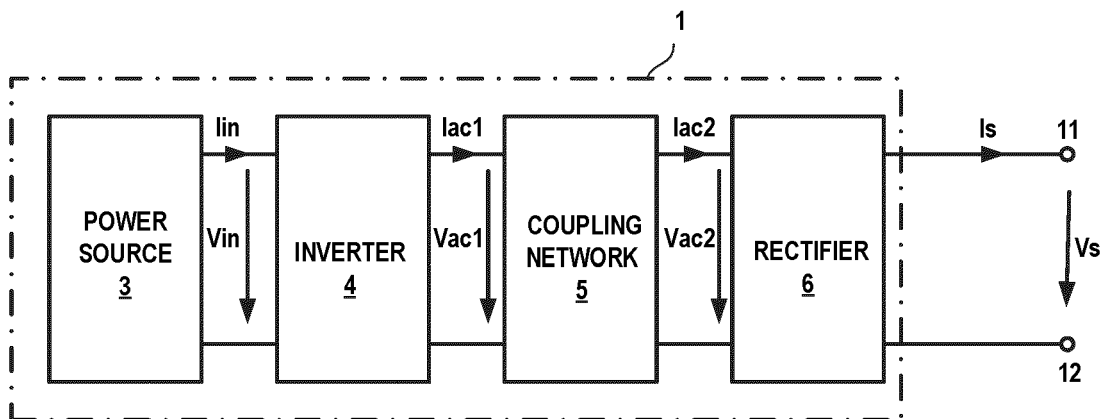 1
Iin
Iac1
Iac2
Is
11
POWER
SOURCE
3
Vin
INVERTER
4
Vac1
COUPLING
NETWORK
5
Vac2
RECTIFIER
6
Vs
12